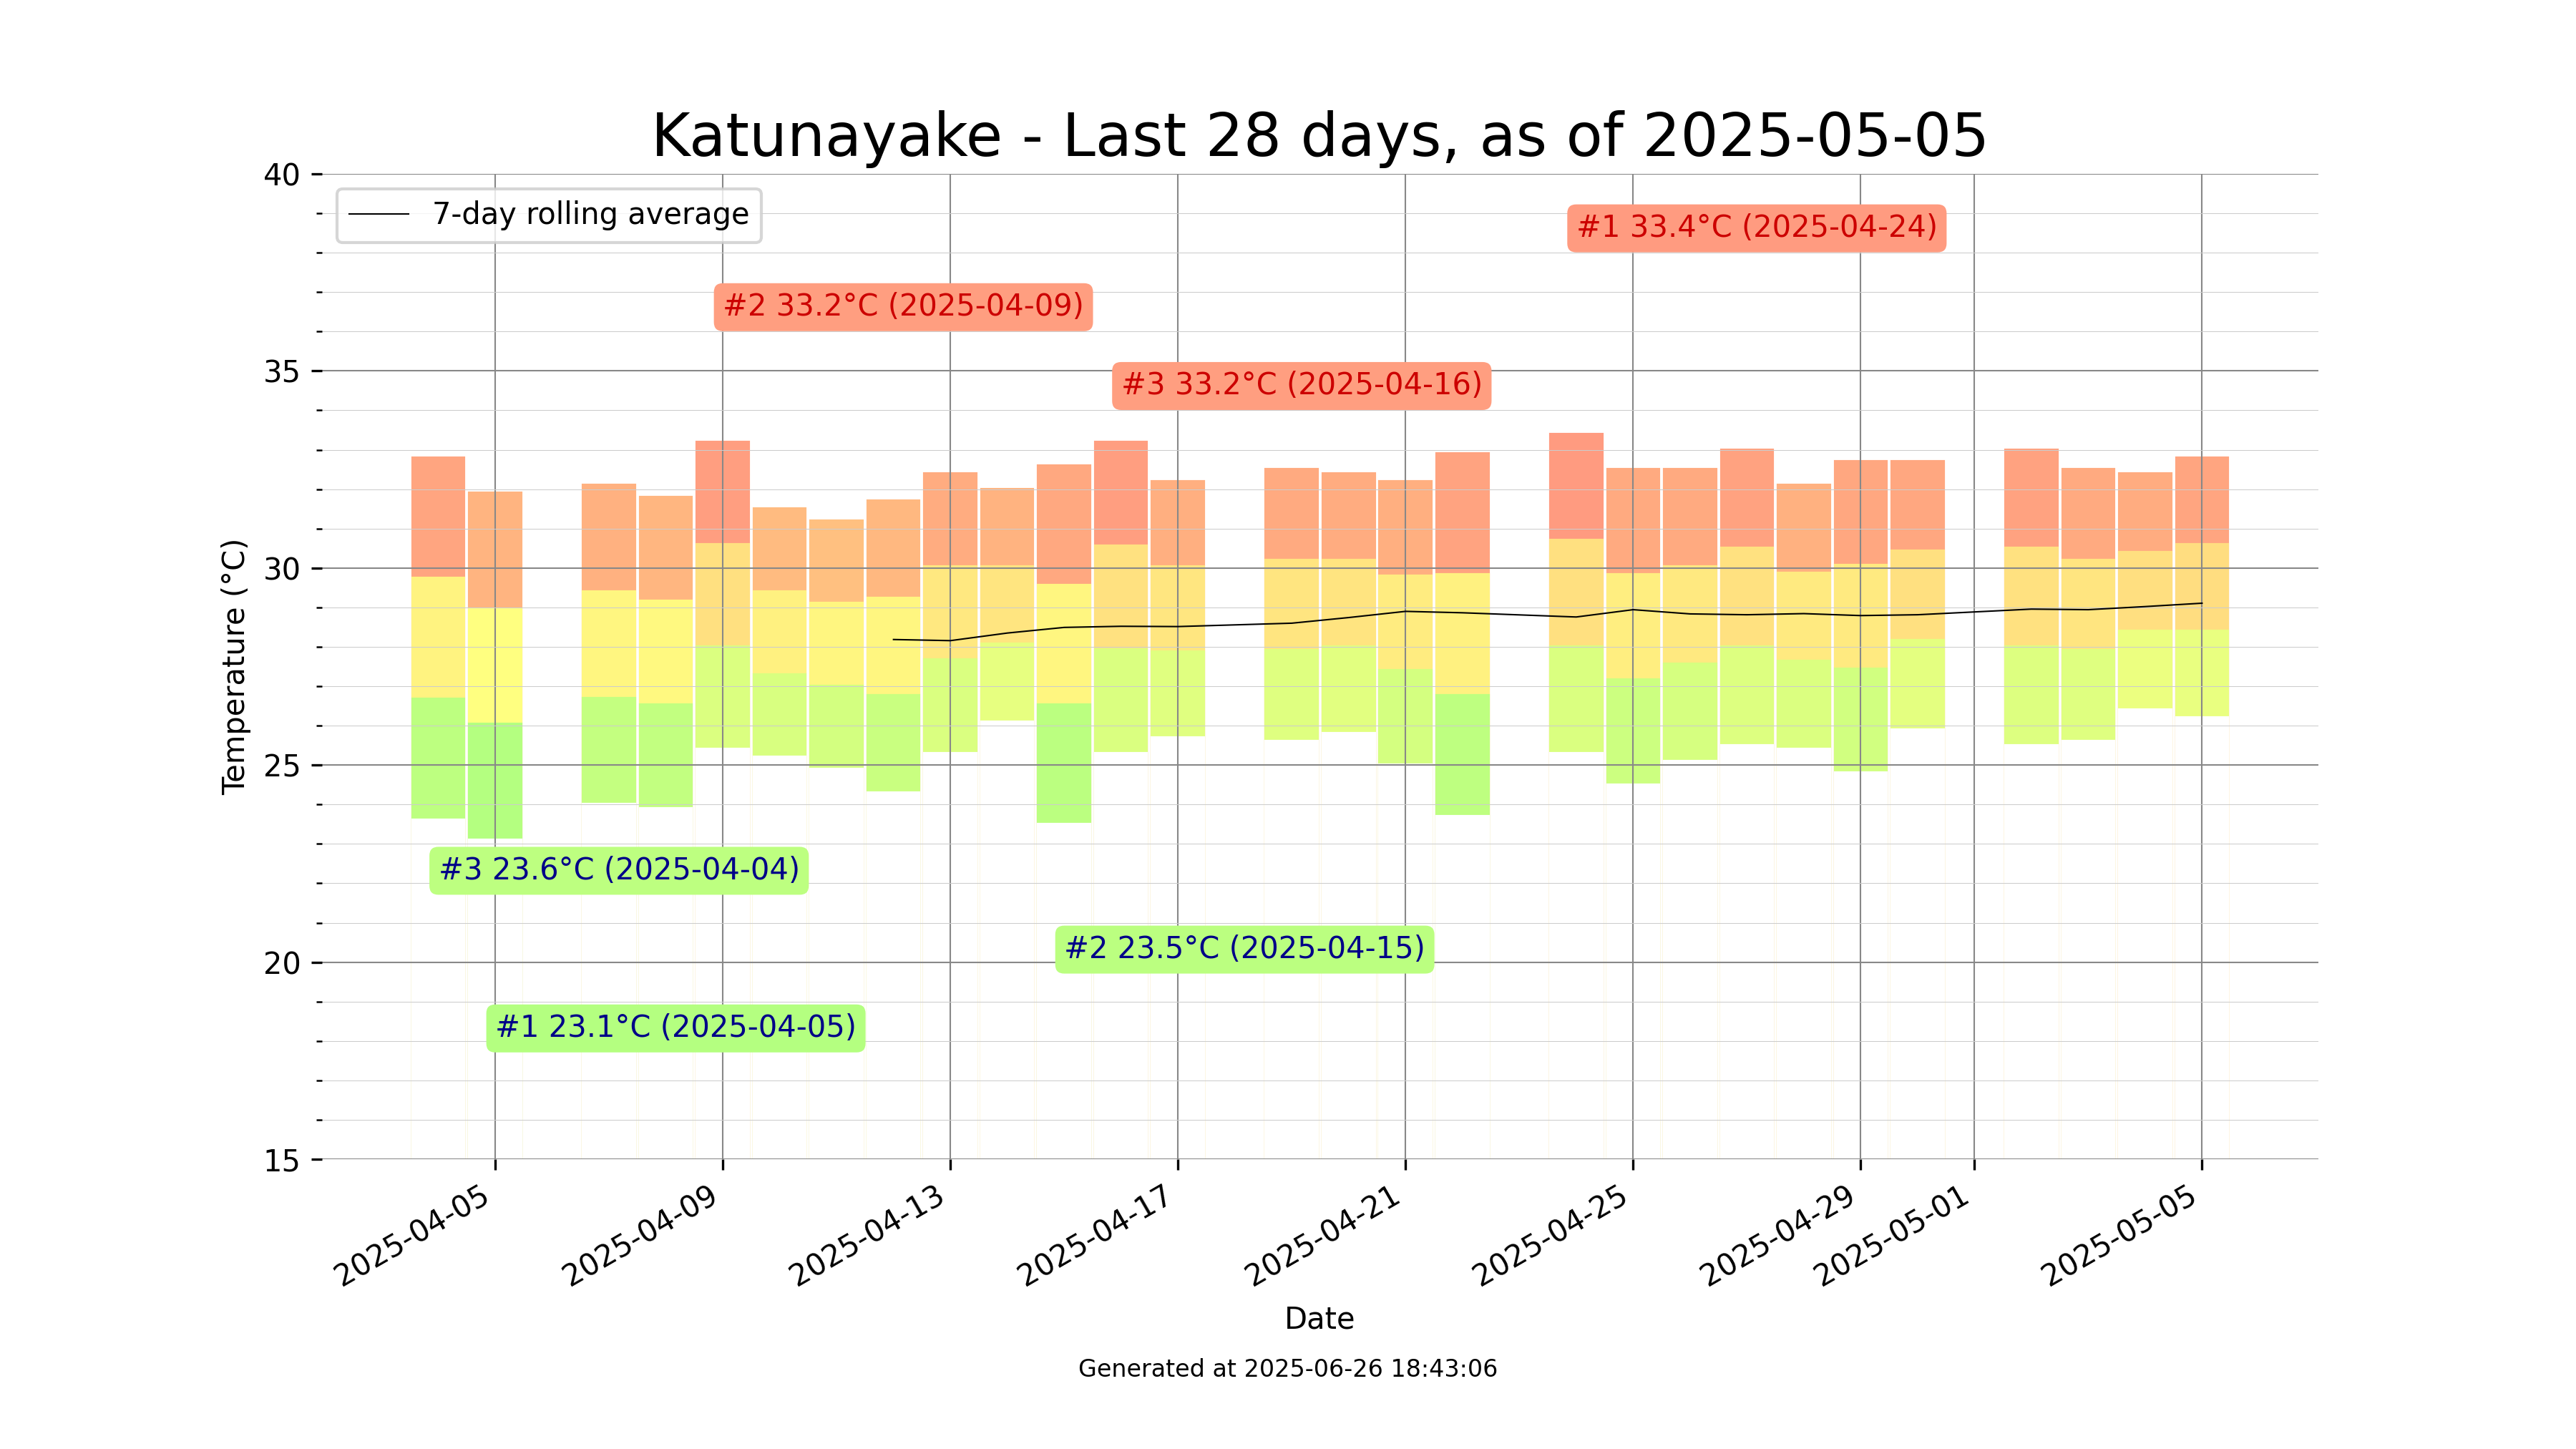 Katunayake - Last 28 days, as of 2025-05-05
40
7-day rolling average
#1 33.4°C (2025-04-24)
#2 33.2°C (2025-04-09)
35
#3 33.2°C (2025-04-16)
30
Temperature (°C)
25
#3 23.6°C (2025-04-04)
#2 23.5°C (2025-04-15)
20
#1 23.1°C (2025-04-05)
15
2025-04-05
2025-04-09
2025-04-13
2025-04-17
2025-04-21
2025-04-25
2025-04-29
2025-05-01
2025-05-05
Date
Generated at 2025-06-26 18:43:06